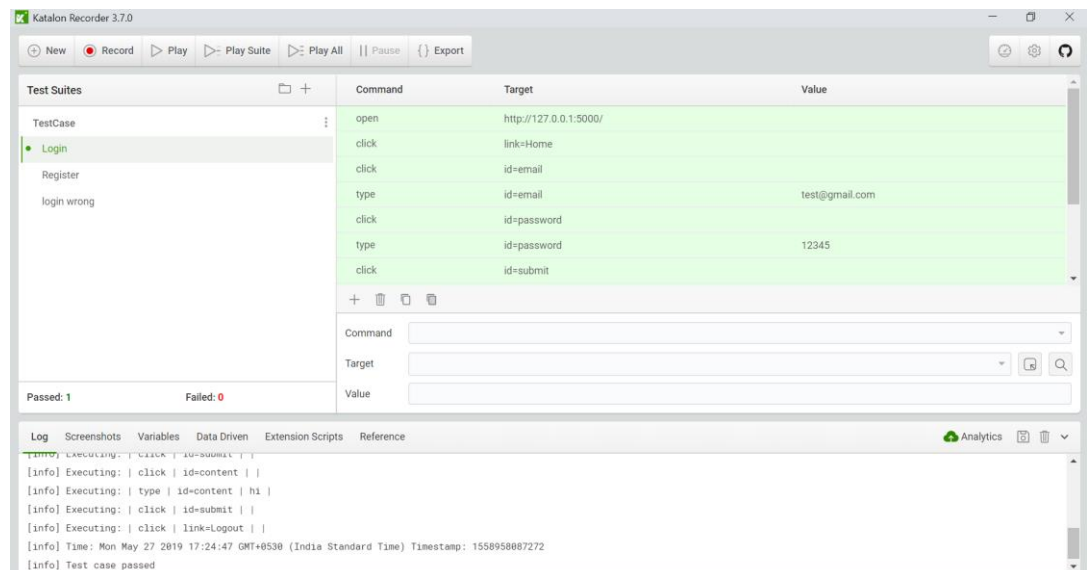 Katalon Recorder 3.7.0
New Record Play Play Suite Play All Pause { } Export
Test Suites
TestCase
Login
Register
login wrong
Passed: 1 Failed: 0
Command Target Value
open http://127.0.0.1:5000/
click link=Home
click id=email
type id=email test@gmail.com
click id=password
type id=password 12345
click id=submit
Command
Target
Value
Log Screenshots Variables Data Driven Extension Scripts Reference Analytics
[info] Executing: | click | id=submit | |
[info] Executing: | click | id=content | |
[info] Executing: | type | id=content | hi |
[info] Executing: | click | id=submit | |
[info] Executing: | click | link=Logout | |
[info] Time: Mon May 27 2019 17:24:47 GMT+0530 (India Standard Time) Timestamp: 1558958087272
[info] Test case passed